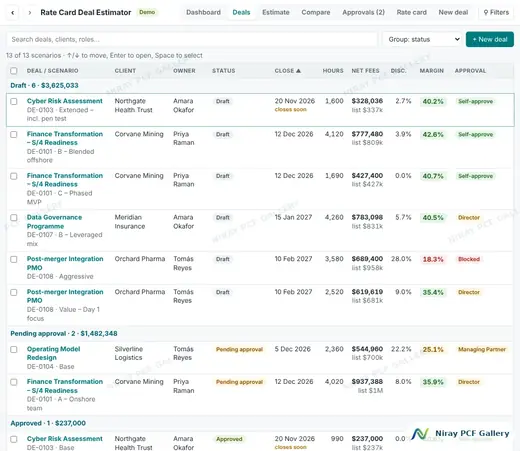 ‹ › Rate Card Deal Estimator Demo Dashboard Deals Estimate Compare Approvals (2) Rate card New deal Filters
Search deals, clients, roles... Group: status + New deal
13 of 13 scenarios · ↑/↓ to move, Enter to open, Space to select
DEAL / SCENARIO CLIENT OWNER STATUS CLOSE ▲ HOURS NET FEES DISC. MARGIN APPROVAL
Draft · 6 · $3,625,033
Cyber Risk Assessment Northgate Amara Draft 20 Nov 2026 1,600 $328,036 2.7% 40.2% Self-approve
DE-0103 · Extended – Health Trust Okafor closes soon list $337k
incl. pen test
Finance Transformation Corvane Mining Priya Draft 12 Dec 2026 4,120 $777,480 3.9% 42.6% Self-approve
– S/4 Readiness Raman list $809k
DE-0101 · B – Blended
offshore
Finance Transformation Corvane Mining Priya Draft 12 Dec 2026 1,690 $427,400 0.0% 40.7% Self-approve
– S/4 Readiness Raman list $427k
DE-0101 · C – Phased
MVP
Data Governance Meridian Amara Draft 15 Jan 2027 4,260 $783,098 5.7% 40.5% Director
Programme Insurance Okafor list $831k
DE-0107 · B – Leveraged
mix
Post-merger Integration Orchard Pharma Tomás Draft 10 Feb 2027 3,580 $689,400 28.0% 18.3% Blocked
PMO Reyes list $958k
DE-0108 · Aggressive
Post-merger Integration Orchard Pharma Tomás Draft 10 Feb 2027 2,520 $619,619 9.0% 35.4% Director
PMO Reyes list $681k
DE-0108 · Value – Day 1
focus
Pending approval · 2 · $1,482,348
Operating Model Silverline Tomás Pending approval 5 Dec 2026 2,360 $544,960 22.2% 25.1% Managing Partner
Redesign Logistics Reyes list $700k
DE-0104 · Base
Finance Transformation Corvane Mining Priya Pending approval 12 Dec 2026 4,020 $937,388 8.0% 35.9% Director
– S/4 Readiness Raman list $1M
DE-0101 · A – Onshore
team
Approved · 1 · $237,000
Cyber Risk Assessment Northgate Amara Approved 20 Nov 2026 990 $237,000 0.0
DE-0103 · Base Health Trust Okafor closes soon list $237k
Niray PCF Gallery